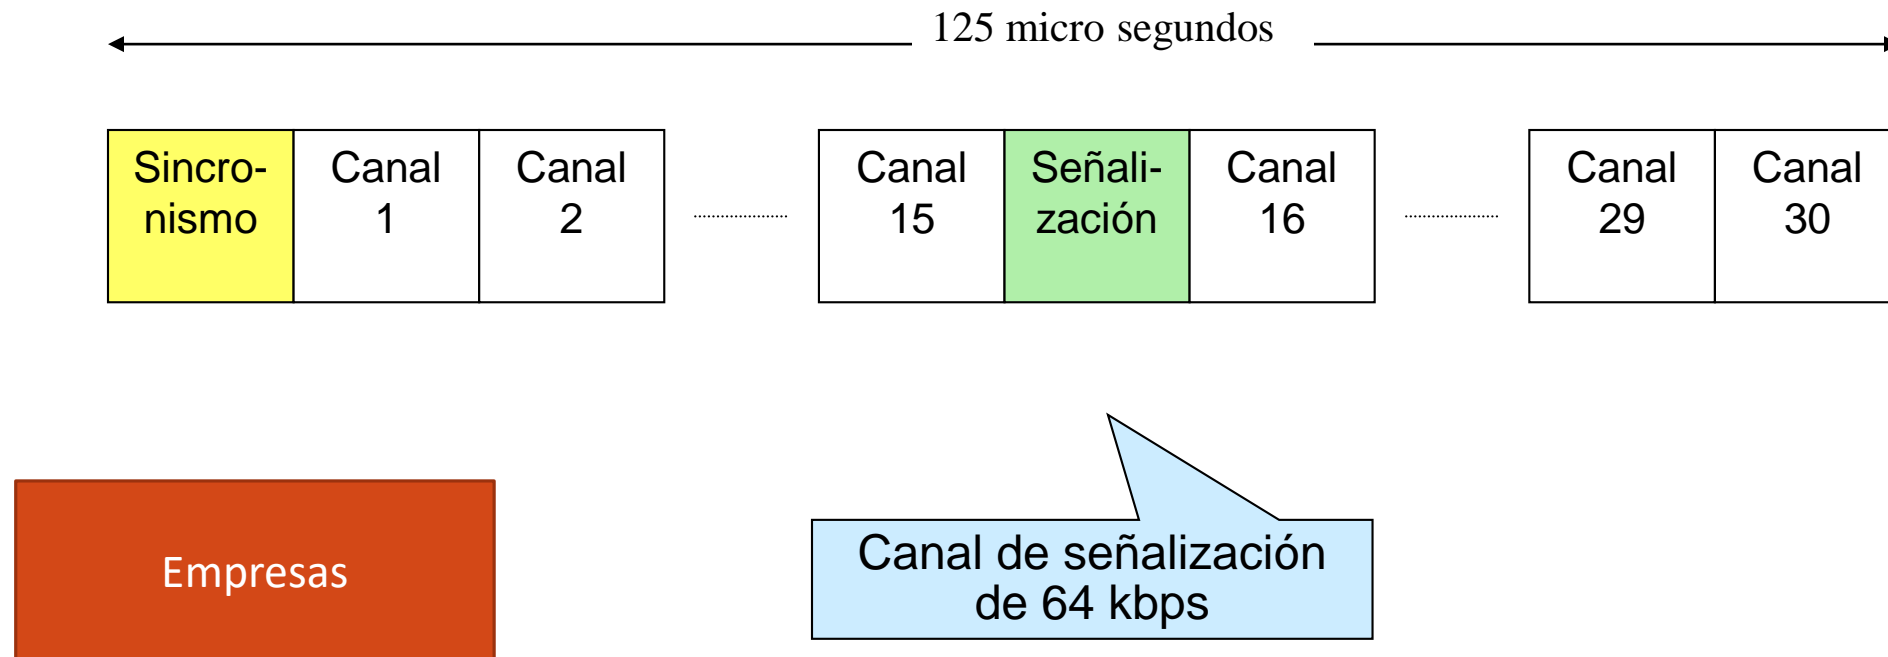 125 micro segundos
Sincro-
nismo
Canal
1
Canal
2
Canal
15
Señali-
zación
Canal
16
Canal
29
Canal
30
Empresas
Canal de señalización
de 64 kbps